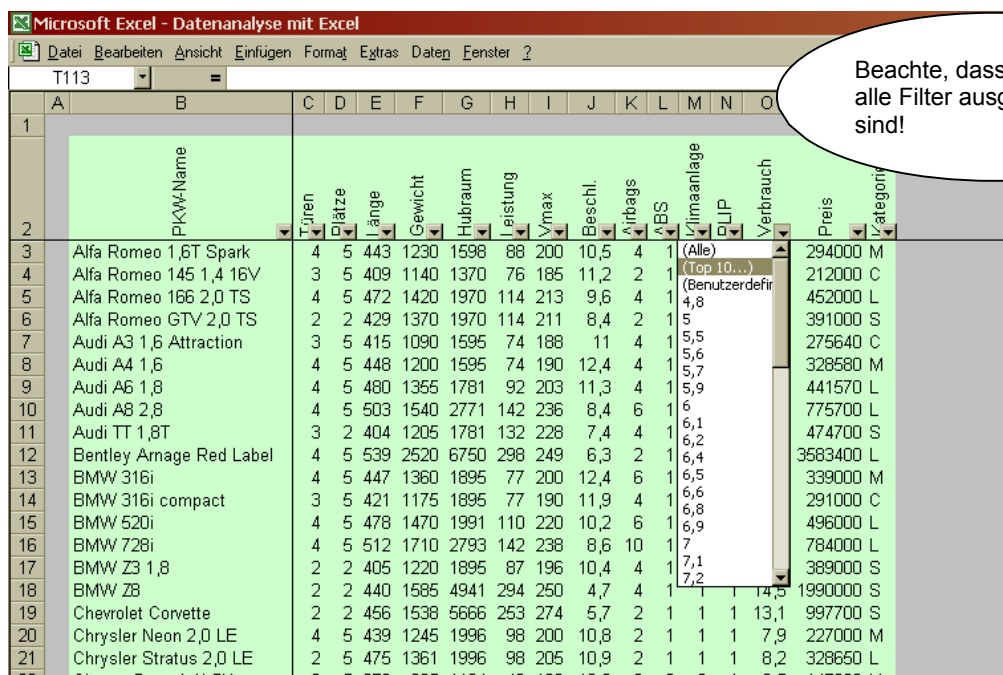 Microsoft Excel - Datenanalyse mit Excel
Datei Bearbeiten Ansicht Einfügen Format Extras Daten Fenster ?
T113 =
Beachte, dass
alle Filter
sind!
A B C D E F G H I J K L M N O
1
2 PKW-Name Türen Plätze Länge Gewicht Hubraum Leistung Vmax Beschl. Airbags ABS Klimaanlage Verbrauch Preis Kategorie
3 Alfa Romeo 1,6T Spark 4 5 443 1230 1598 88 200 10,5 4 1 (Alle) 294000 M
4 Alfa Romeo 145 1,4 16V 3 5 409 1140 1370 76 185 11,2 2 1 (Top 10...) 212000 C
(Benutzerdefir
5 Alfa Romeo 166 2,0 TS 4 5 472 1420 1970 114 213 9,6 4 1 4,8 452000 L
6 Alfa Romeo GTV 2,0 TS 2 2 429 1370 1970 114 211 8,4 2 1 5 391000 S
5,5
7 Audi A3 1,6 Attraction 3 5 415 1090 1595 74 188 11 4 1 5,6 275640 C
8 Audi A4 1,6 4 5 448 1200 1595 74 190 12,4 4 1 5,7 328580 M
9 Audi A6 1,8 4 5 480 1355 1781 92 203 11,3 4 1 5,9 441570 L
10 Audi A8 2,8 4 5 503 1540 2771 142 236 8,4 6 1 6 775700 L
6,1
11 Audi TT 1,8T 3 2 404 1205 1781 132 228 7,4 4 1 6,2 474700 S
12 Bentley Arnage Red Label 4 5 539 2520 6750 298 249 6,3 2 1 6,4 3583400 L
13 BMW 316i 4 5 447 1360 1895 77 200 12,4 6 1 6,5 339000 M
14 BMW 316i compact 3 5 421 1175 1895 77 190 11,9 4 1 6,6 291000 C
6,8
15 BMW 520i 4 5 478 1470 1991 110 220 10,2 6 1 6,9 496000 L
16 BMW 728i 4 5 512 1710 2793 142 238 8,6 10 1 7 784000 L
17 BMW Z3 1,8 2 2 405 1220 1895 87 196 10,4 4 1 7,1 389000 S
18 BMW Z8 2 2 440 1585 4941 294 250 4,7 4 1 7,2 1 1 14,5 1990000 S
19 Chevrolet Corvette 2 2 456 1538 5666 253 274 5,7 2 1 1 1 13,1 997700 S
20 Chrysler Neon 2,0 LE 4 5 439 1245 1996 98 200 10,8 2 1 1 1 7,9 227000 M
21 Chrysler Stratus 2,0 LE 2 5 475 1361 1996 98 205 10,9 2 1 1 1 8,2 328650 L